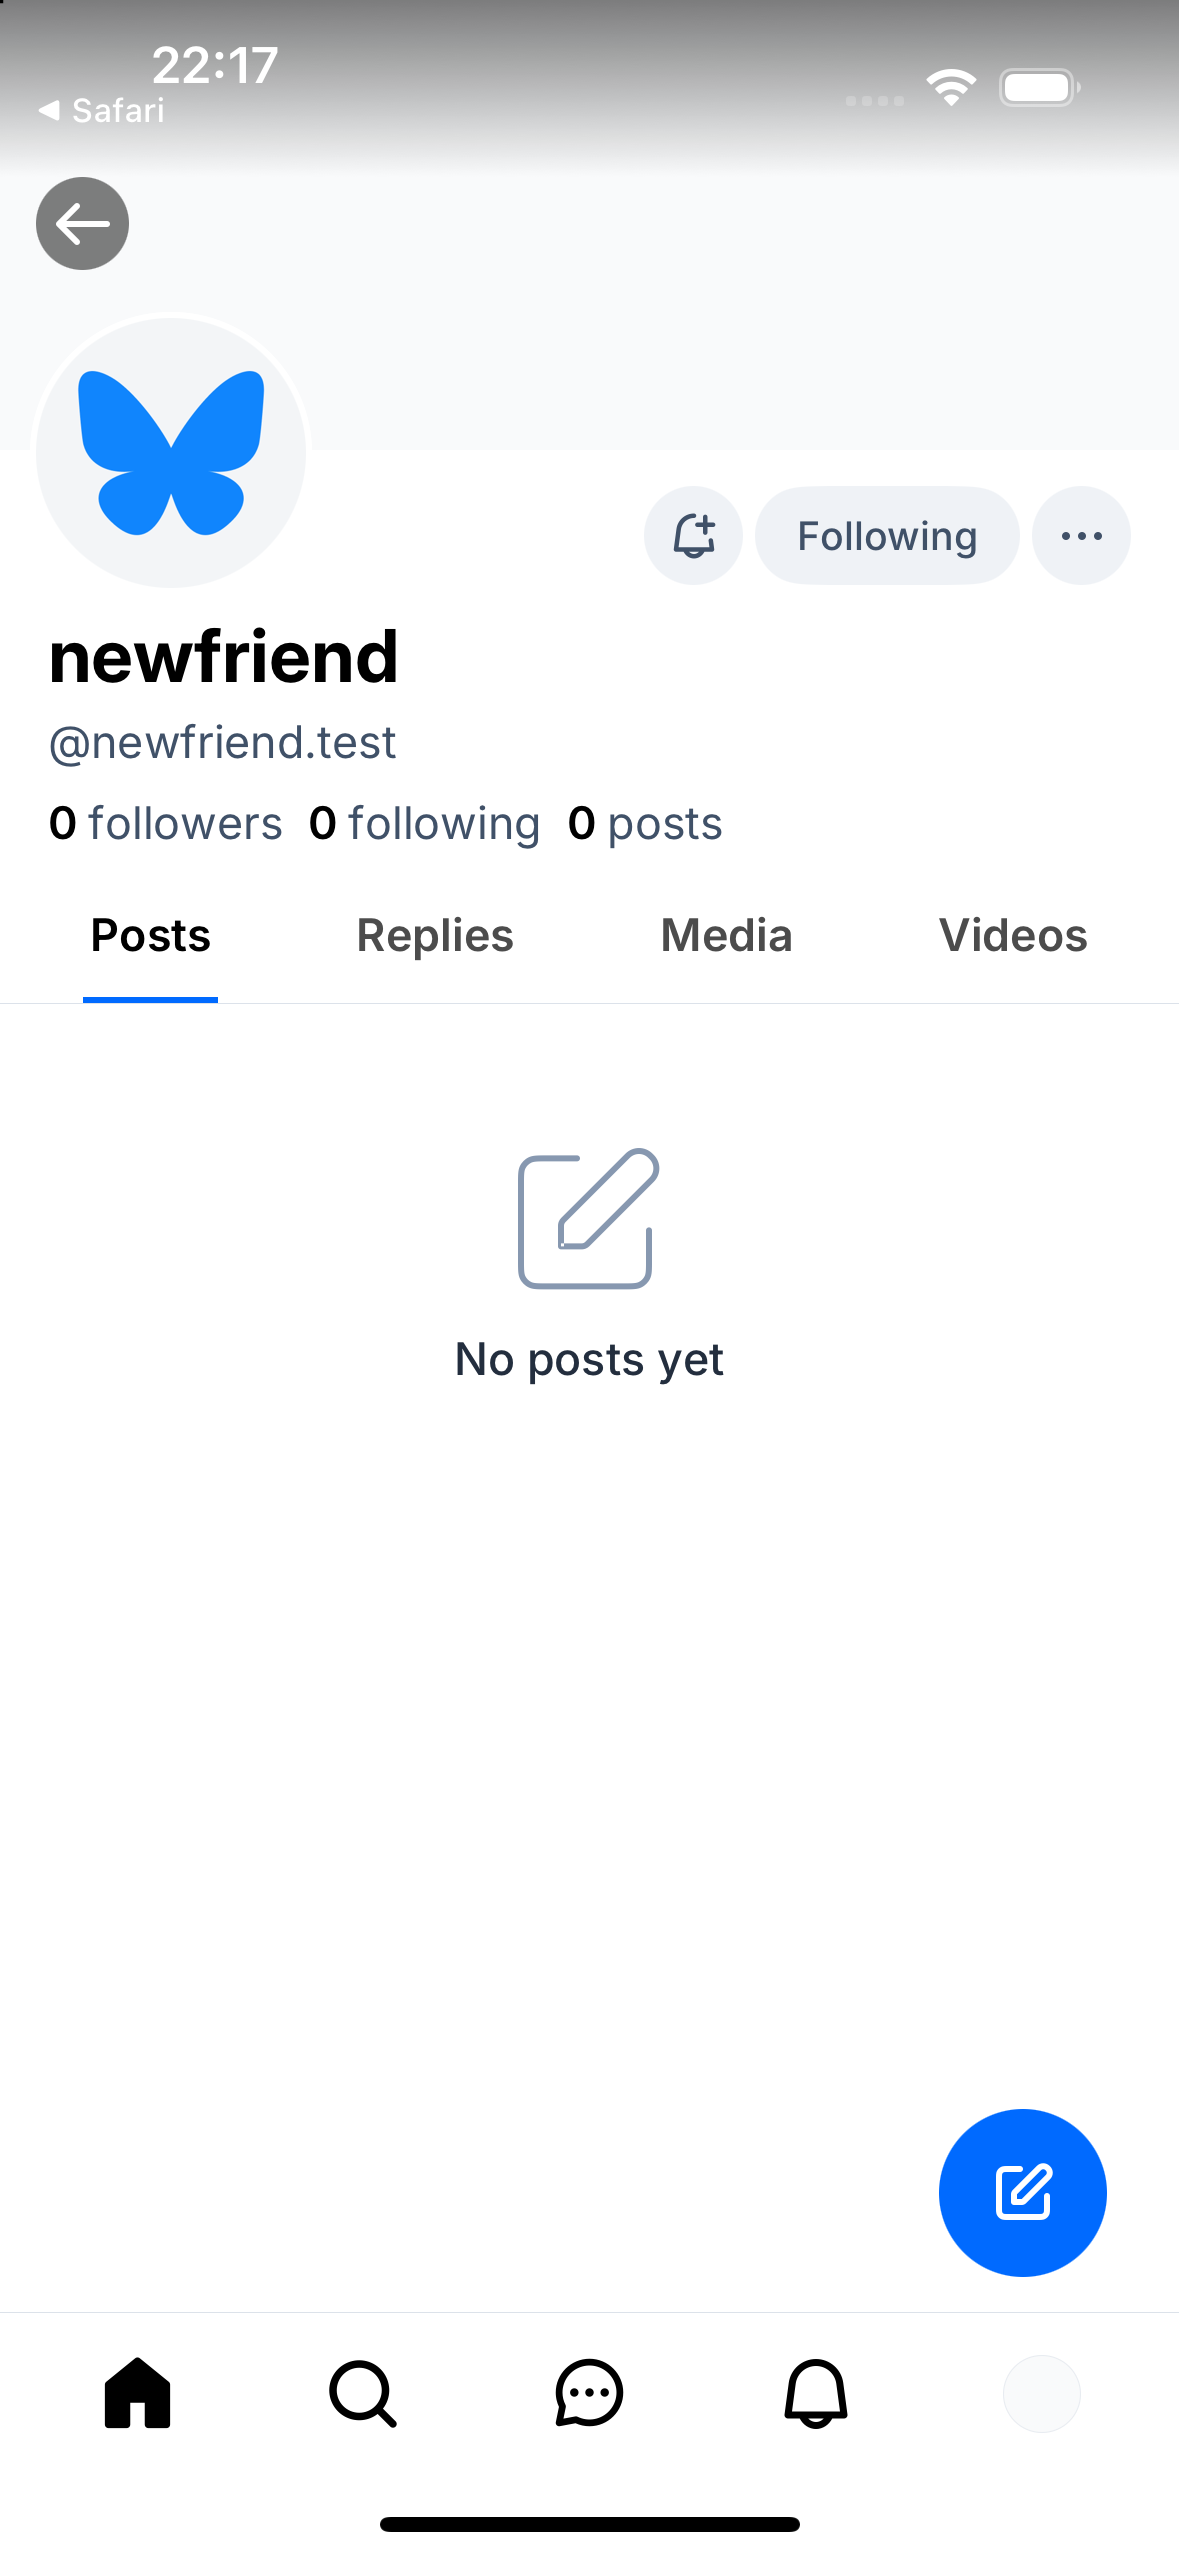 22:17
Safari
Following
newfriend
@newfriend.test
0 followers 0 following 0 posts
Posts Replies Media Videos
No posts yet